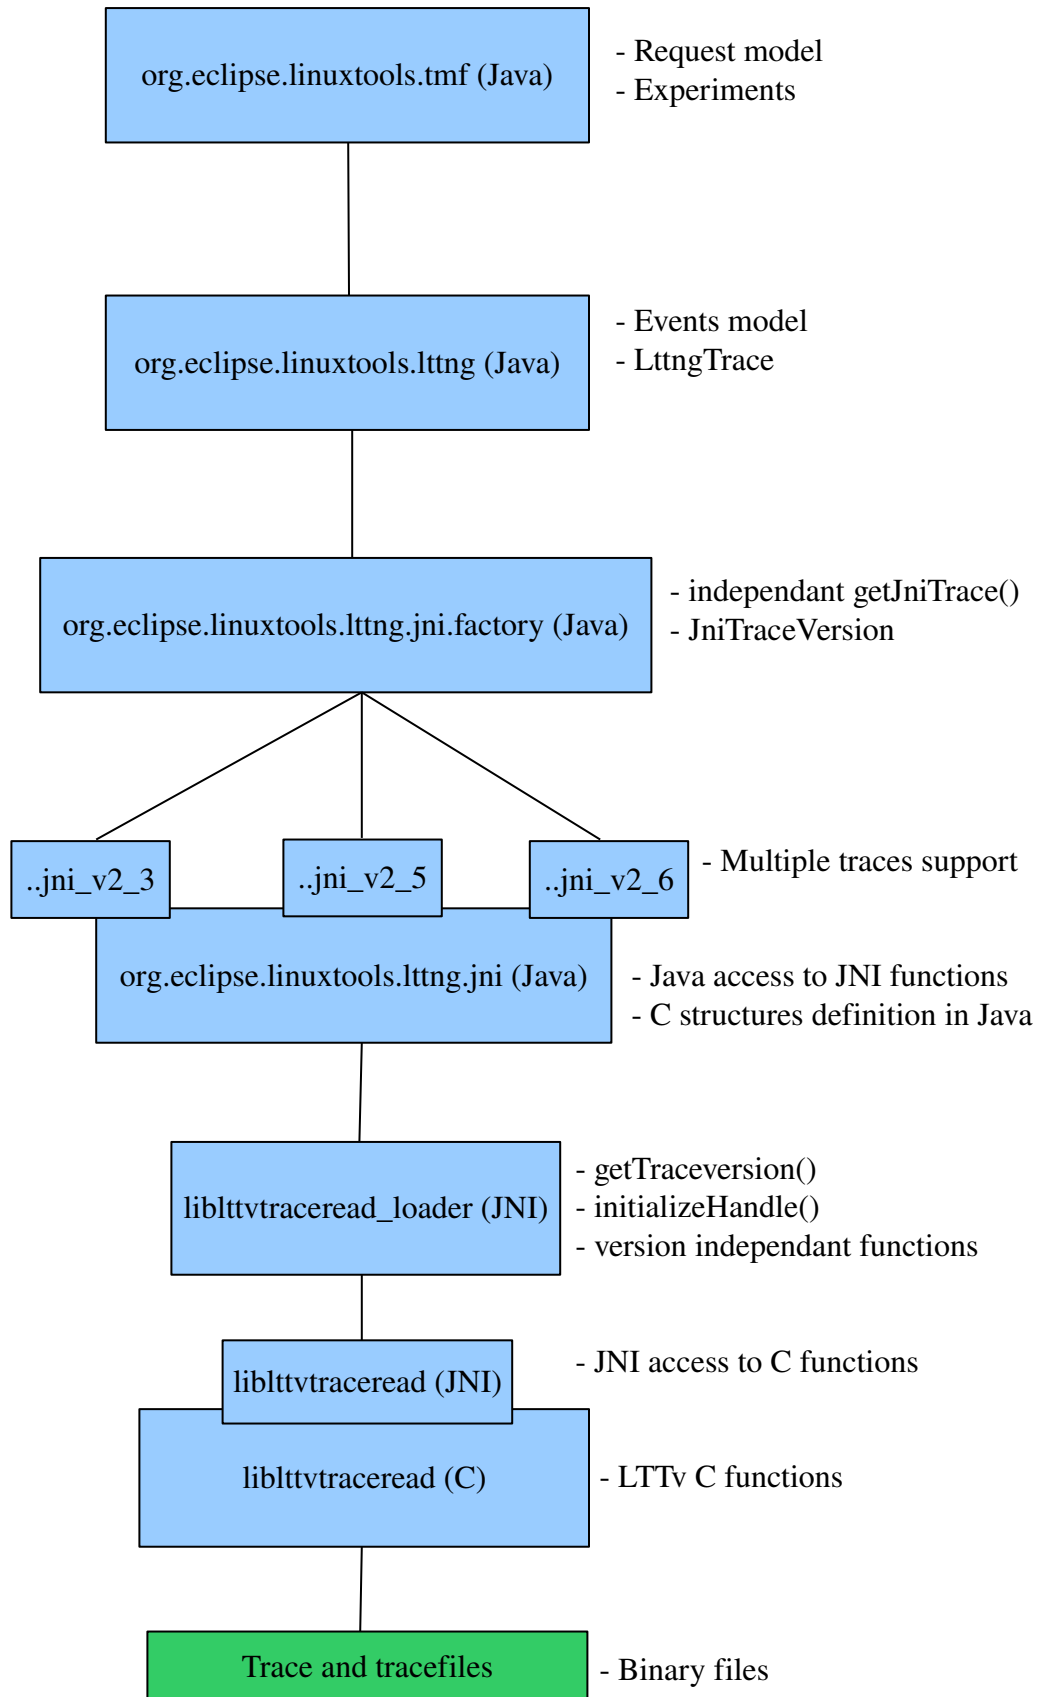 org.eclipse.linuxtools.tmf (Java)
- Request model
- Experiments
org.eclipse.linuxtools.lttng (Java)
- Events model
- LttngTrace
org.eclipse.linuxtools.lttng.jni.factory (Java)
- independant getJniTrace()
- JniTraceVersion
..jni_v2_3
..jni_v2_5
..jni_v2_6
- Multiple traces support
org.eclipse.linuxtools.lttng.jni (Java)
- Java access to JNI functions
- C structures definition in Java
liblttvtraceread_loader (JNI)
- getTraceversion()
- initializeHandle()
- version independant functions
liblttvtraceread (JNI)
- JNI access to C functions
liblttvtraceread (C)
- LTTv C functions
Trace and tracefiles
- Binary files